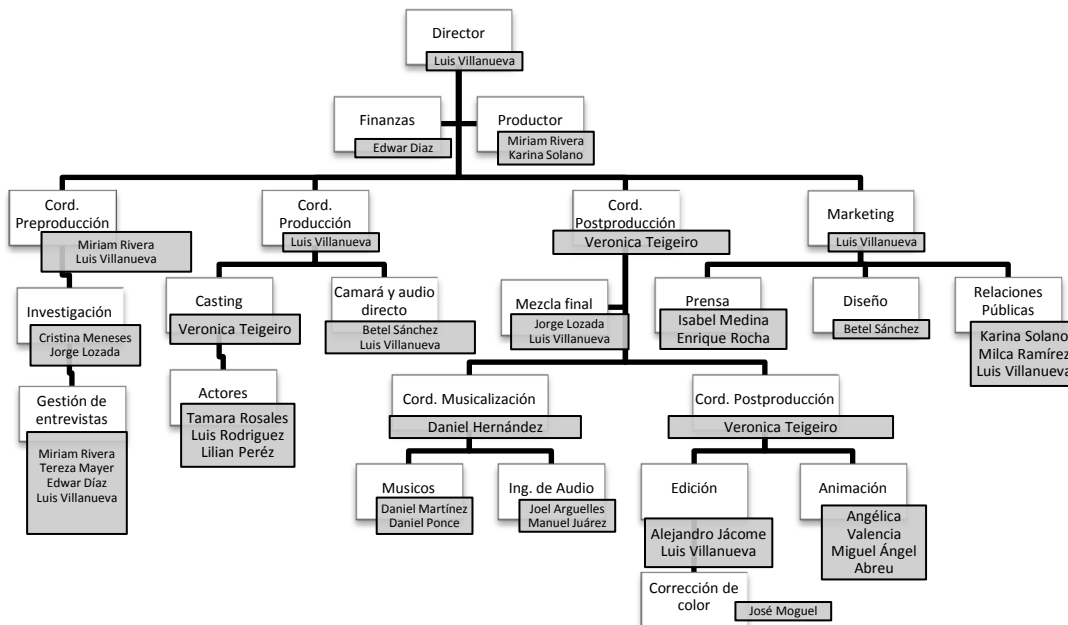 Director
Luis Villanueva
Finanzas
Edwar Diaz
Productor
Miriam Rivera
Karina Solano
Cord.
Preproducción
Miriam Rivera
Luis Villanueva
Cord.
Producción
Luis Villanueva
Cord.
Postproducción
Veronica Teigeiro
Marketing
Luis Villanueva
Investigación
Cristina Meneses
Jorge Lozada
Casting
Veronica Teigeiro
Camará y audio
directo
Betel Sánchez
Luis Villanueva
Mezcla final
Jorge Lozada
Luis Villanueva
Prensa
Isabel Medina
Enrique Rocha
Diseño
Betel Sánchez
Relaciones
Públicas
Karina Solano
Milca Ramírez
Luis Villanueva
Gestión de
entrevistas
Miriam Rivera
Tereza Mayer
Edwar Díaz
Luis Villanueva
Actores
Tamara Rosales
Luis Rodriguez
Lilian Peréz
Cord. Musicalización
Daniel Hernández
Cord. Postproducción
Veronica Teigeiro
Musicos
Daniel Martínez
Daniel Ponce
Ing. de Audio
Joel Arguelles
Manuel Juárez
Edición
Alejandro Jácome
Luis Villanueva
Animación
Angélica
Valencia
Miguel Ángel
Abreu
Corrección de
color
José Moguel